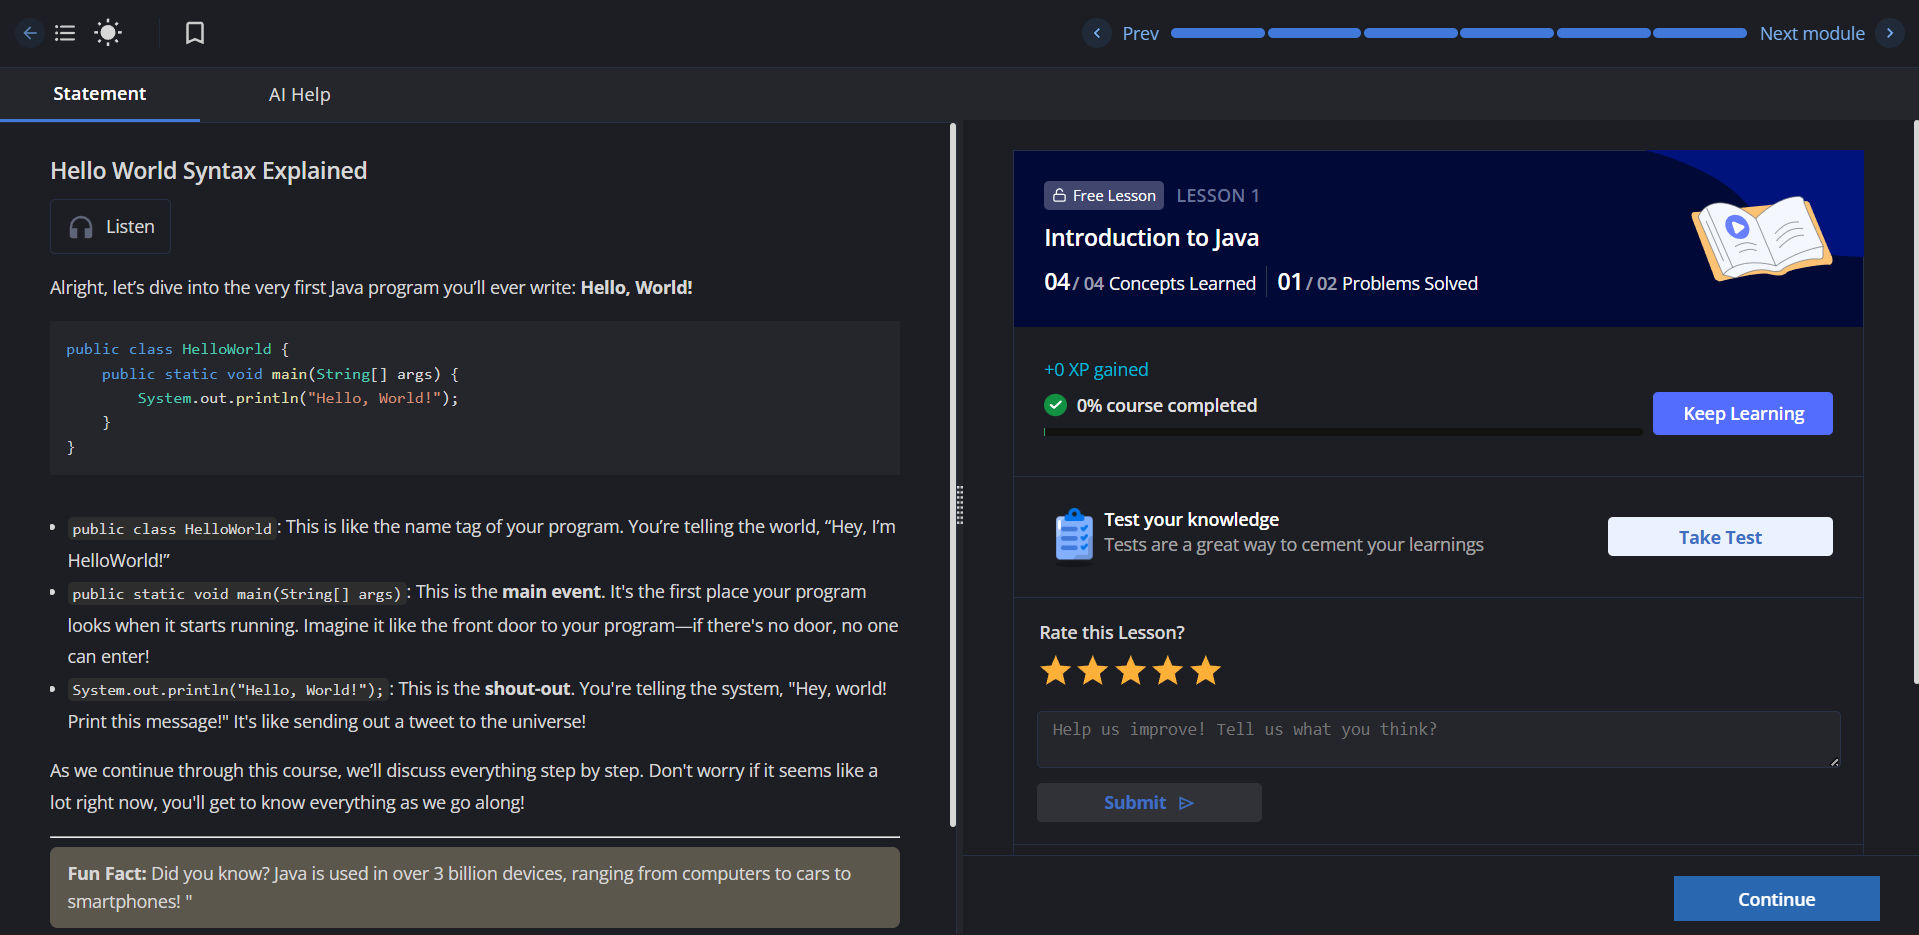 Prev
Next module
Statement
AI Help
Hello World Syntax Explained
Listen
Alright, let’s dive into the very first Java program you’ll ever write: Hello, World!
public class HelloWorld {
    public static void main(String[] args) {
        System.out.println("Hello, World!");
    }
}
• public class HelloWorld: This is like the name tag of your program. You’re telling the world, “Hey, I’m
HelloWorld!”
• public static void main(String[] args): This is the main event. It's the first place your program
looks when it starts running. Imagine it like the front door to your program—if there's no door, no one
can enter!
• System.out.println("Hello, World!");: This is the shout-out. You're telling the system, "Hey, world!
Print this message!" It's like sending out a tweet to the universe!
As we continue through this course, we’ll discuss everything step by step. Don't worry if it seems like a
lot right now, you'll get to know everything as we go along!
Fun Fact: Did you know? Java is used in over 3 billion devices, ranging from computers to cars to
smartphones! "
Free Lesson LESSON 1
Introduction to Java
04 / 04 Concepts Learned 01 / 02 Problems Solved
+0 XP gained
0% course completed
Keep Learning
Test your knowledge
Tests are a great way to cement your learnings
Take Test
Rate this Lesson?
Help us improve! Tell us what you think?
Submit
Continue